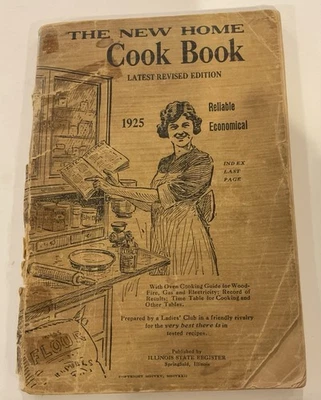 THE NEW HOME
Cook Book
LATEST REVISED EDITION
Reliable
1925
Economical
INDEX
LAST
PAGE
With Oven Cooking Guide for Wood-
Fire, Gas and Electricity; Record of
Results; Time Table for Cooking and
Other Tables.
Prepared by a Ladies' Club in a friendly rivalry
for the very best there is in
tested recipes.
Published by
ILLINOIS STATE REGISTER
Springfield, Illinois
FLOUR